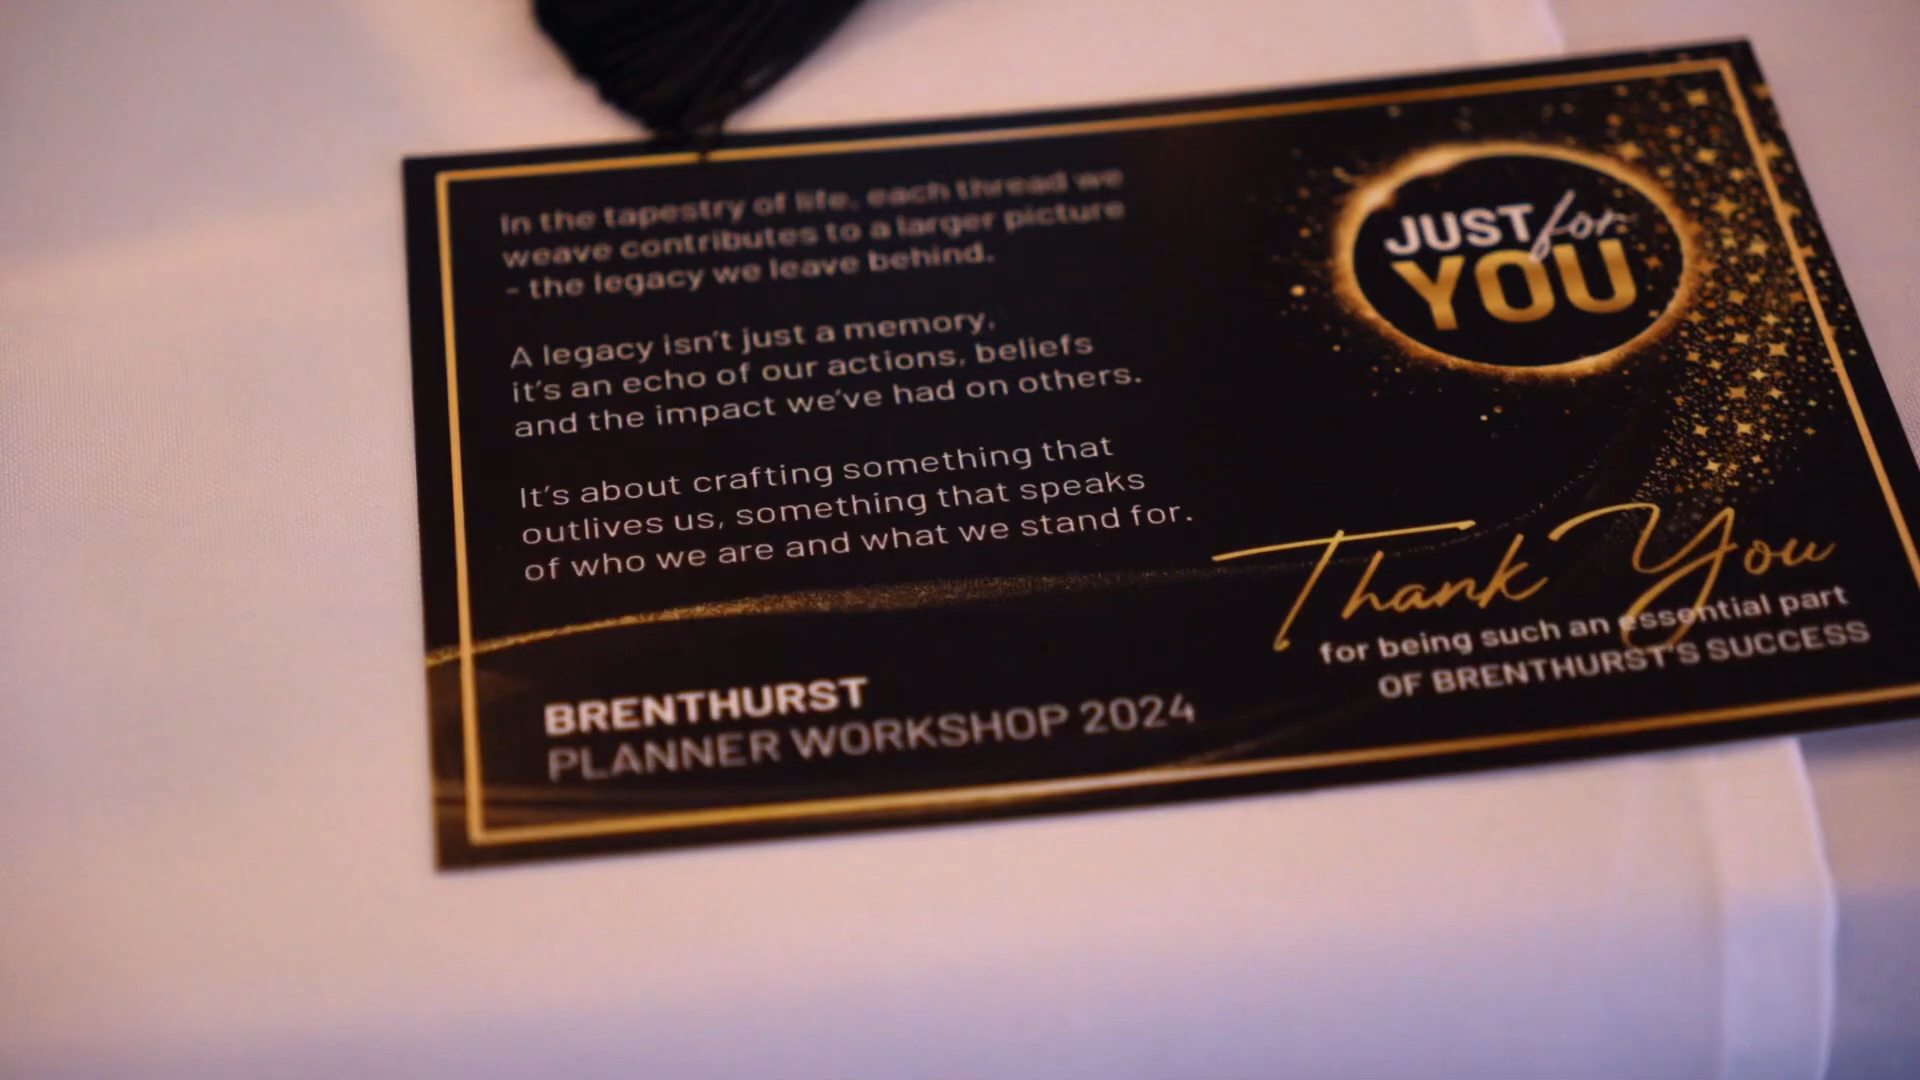 In the tapestry of life, each thread we
weave contributes to a larger picture
- the legacy we leave behind.
A legacy isn't just a memory,
it's an echo of our actions, beliefs
and the impact we've had on others.
It's about crafting something that
outlives us, something that speaks
of who we are and what we stand for.
BRENTHURST
PLANNER WORKSHOP 2024
JUST for
YOU
Thank You
for being such an essential part
OF BRENTHURST'S SUCCESS